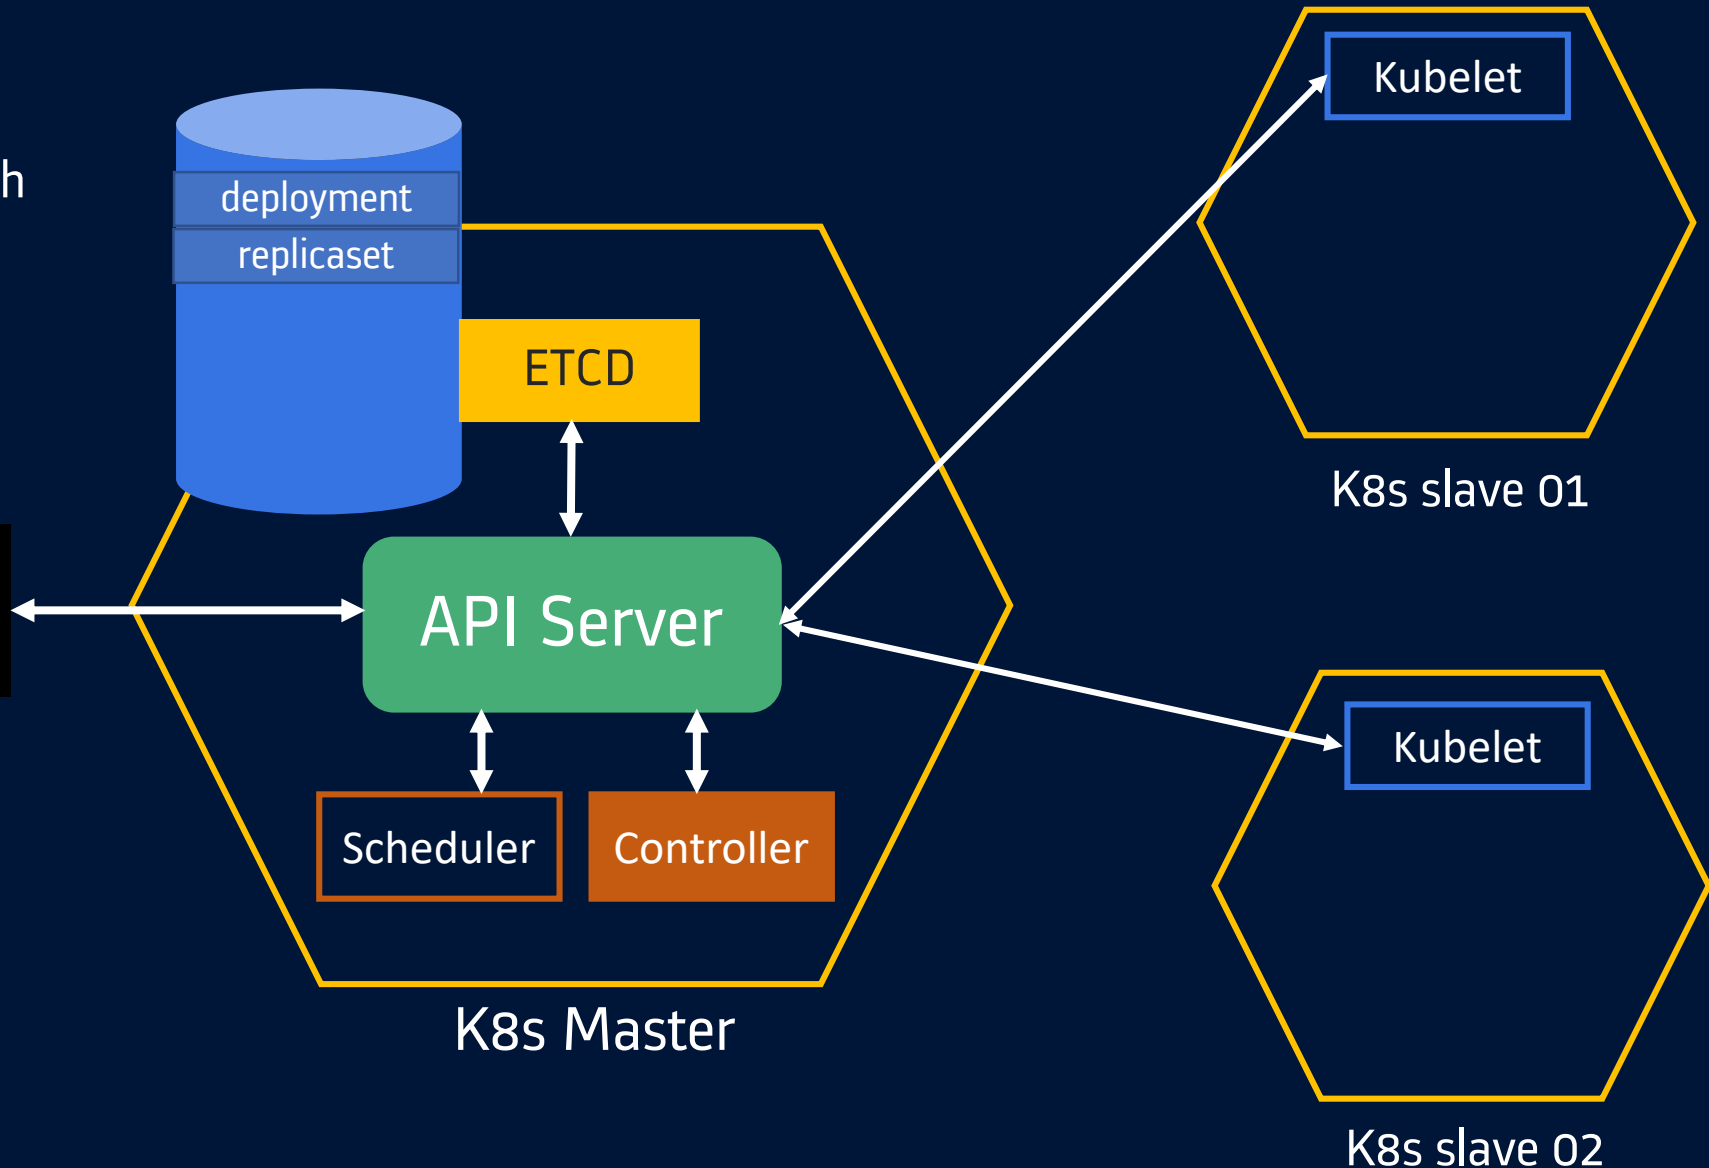 h
deployment
replicaset
ETCD
API Server
Scheduler
Controller
K8s Master
Kubelet
K8s slave 01
Kubelet
K8s slave 02